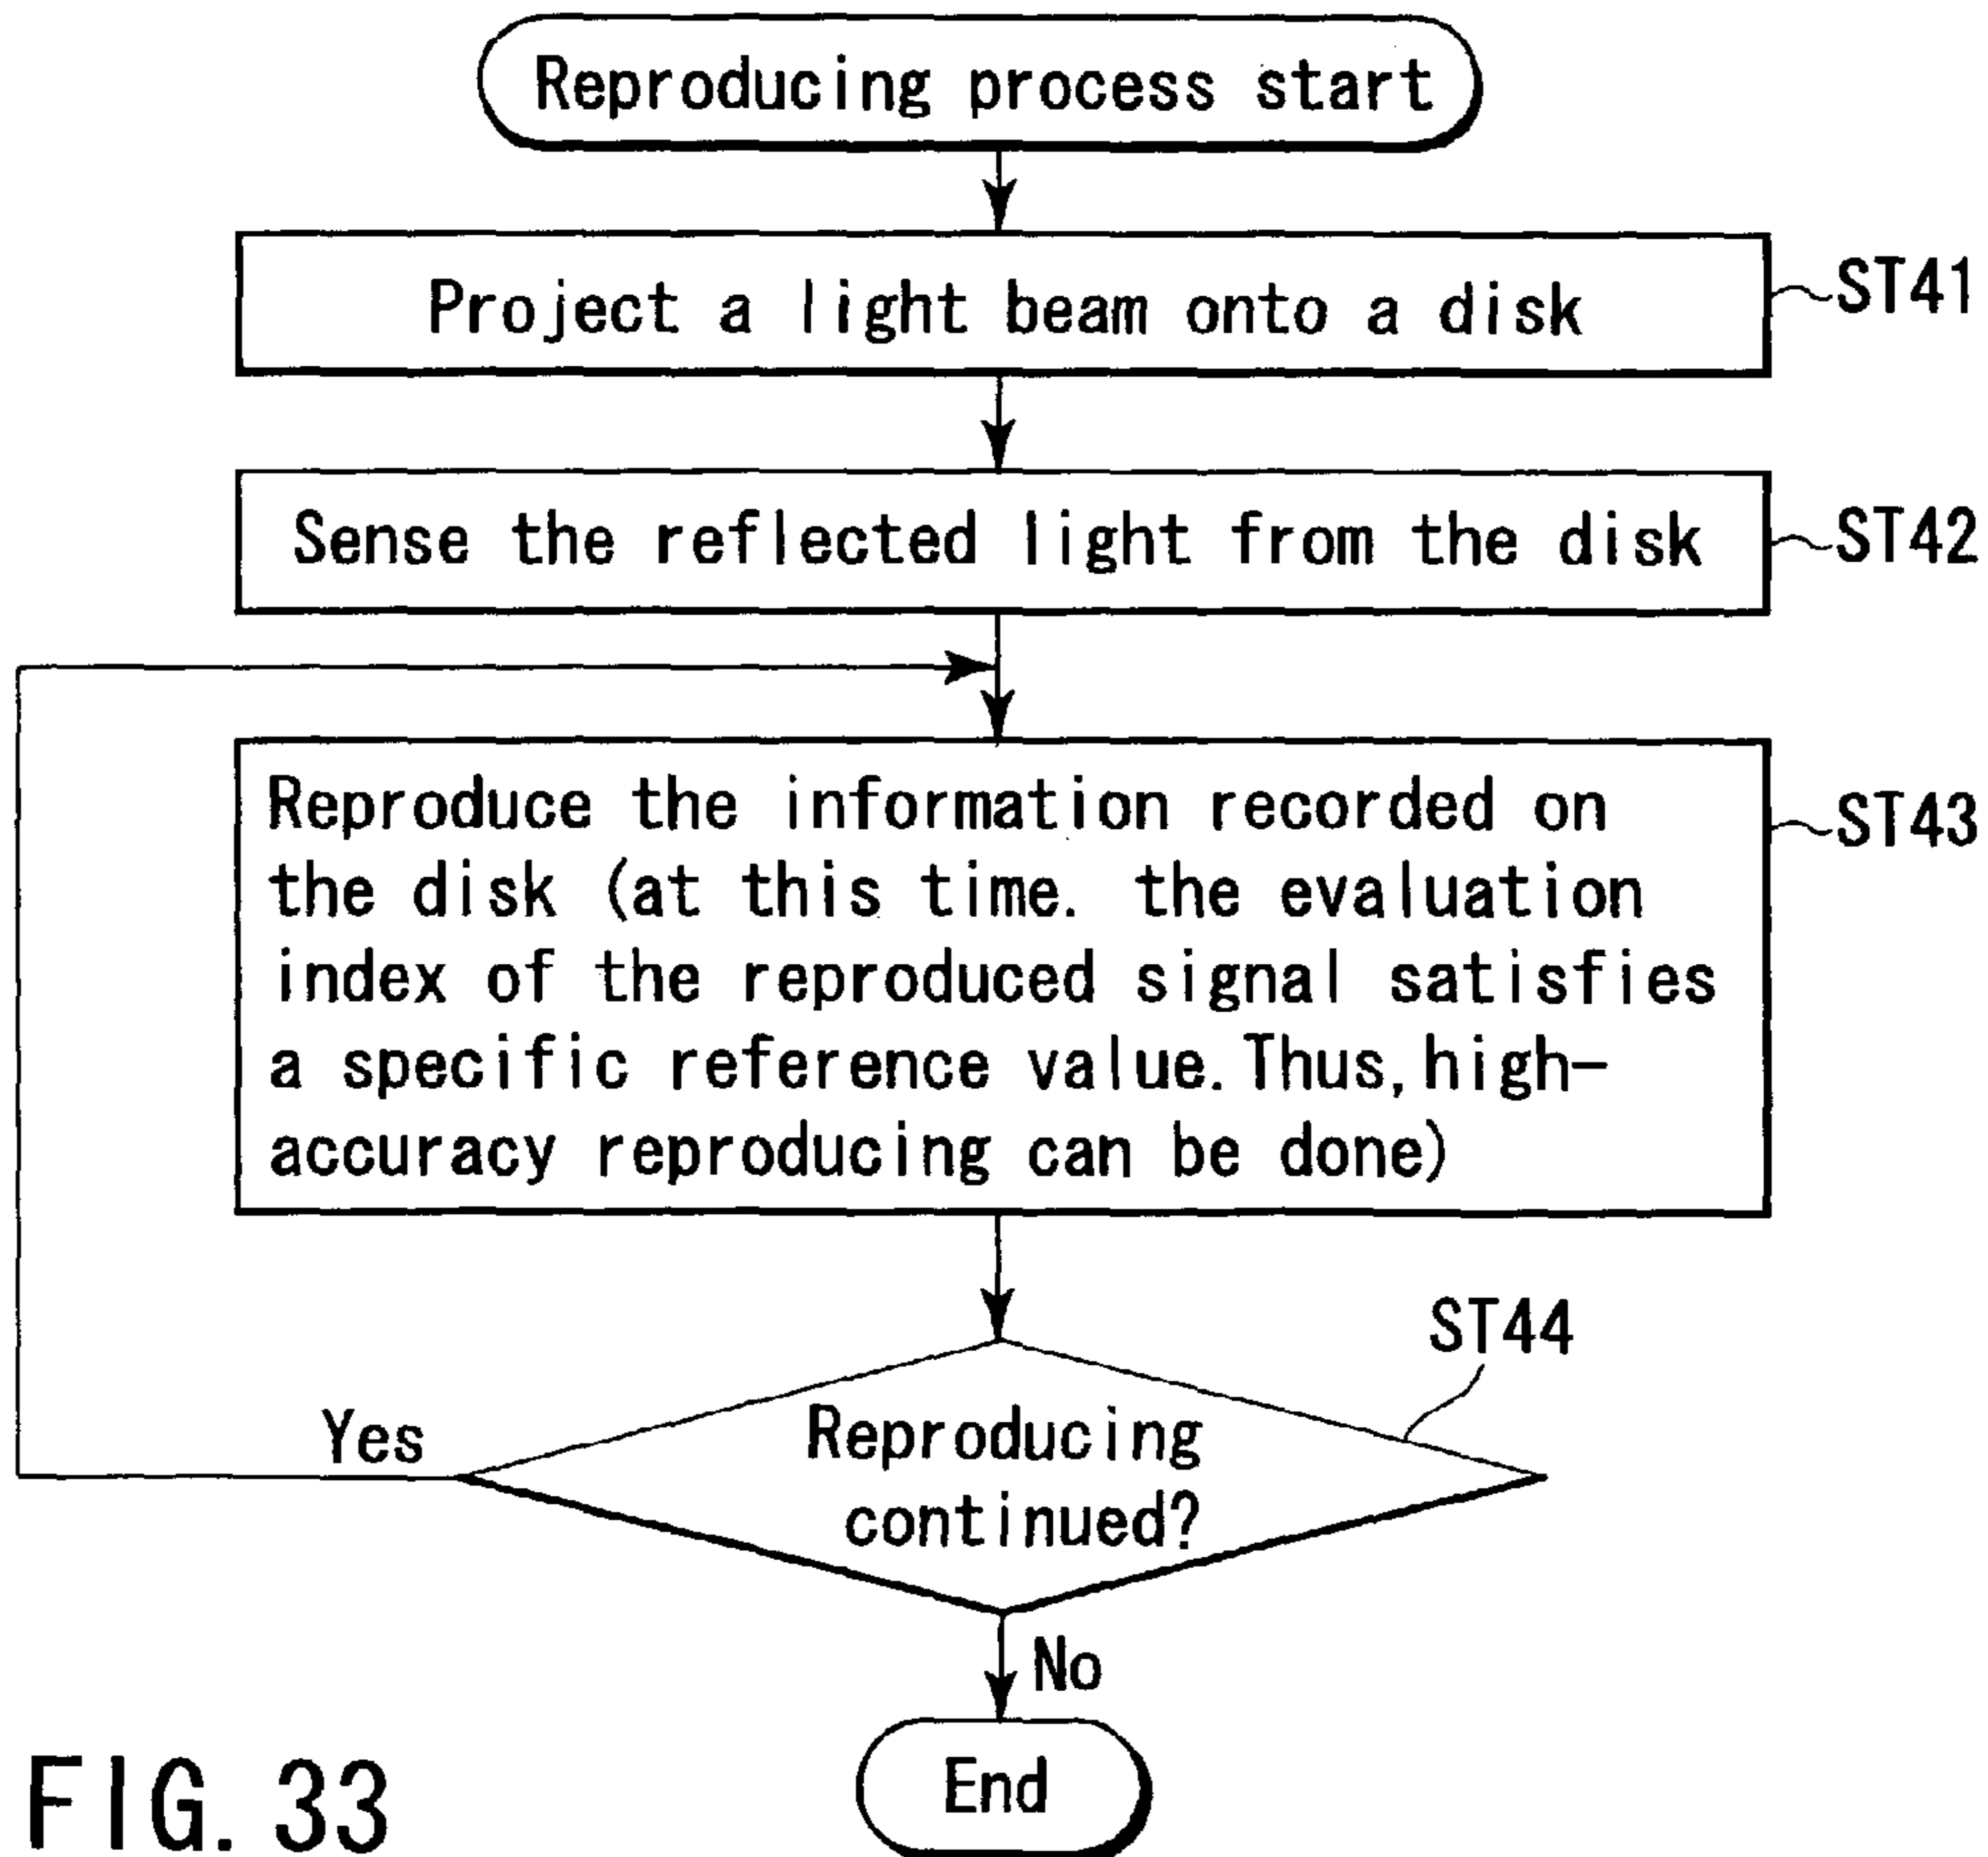 Reproducing process start
Project a light beam onto a disk
ST41
Sense the reflected light from the disk
ST42
Reproduce the information recorded on
the disk (at this time. the evaluation
index of the reproduced signal satisfies
a specific reference value. Thus, high-
accuracy reproducing can be done)
ST43
ST44
Reproducing
continued?
Yes
No
End
FIG. 33